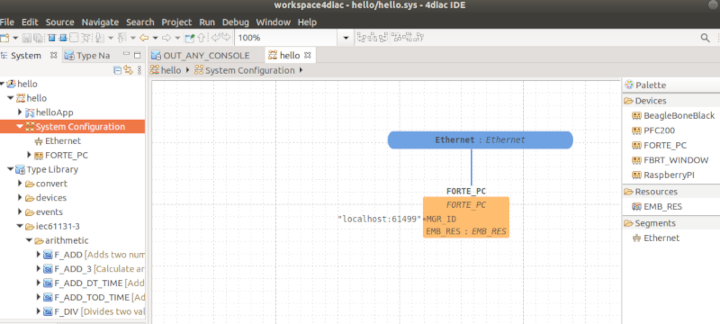 workspace4diac - hello/hello.sys - 4diac IDE
File Edit Source Navigate Search Project Run Debug Window Help
100%
System
Type Na
OUT_ANY_CONSOLE
hello
hello
System Configuration
hello
hello
helloApp
System Configuration
Ethernet
FORTE_PC
Type Library
convert
devices
events
iec61131-3
arithmetic
F_ADD [Adds two num
F_ADD_3 [Calculate ar
F_ADD_DT_TIME [Add
F_ADD_TOD_TIME [Ad
F_DIV [Divides two val
Ethernet : Ethernet
FORTE_PC
FORTE_PC
"localhost:61499" MGR_ID
EMB_RES : EMB_RES
Palette
Devices
BeagleBoneBlack
PFC200
FORTE_PC
FBRT_WINDOW
RaspberryPI
Resources
EMB_RES
Segments
Ethernet